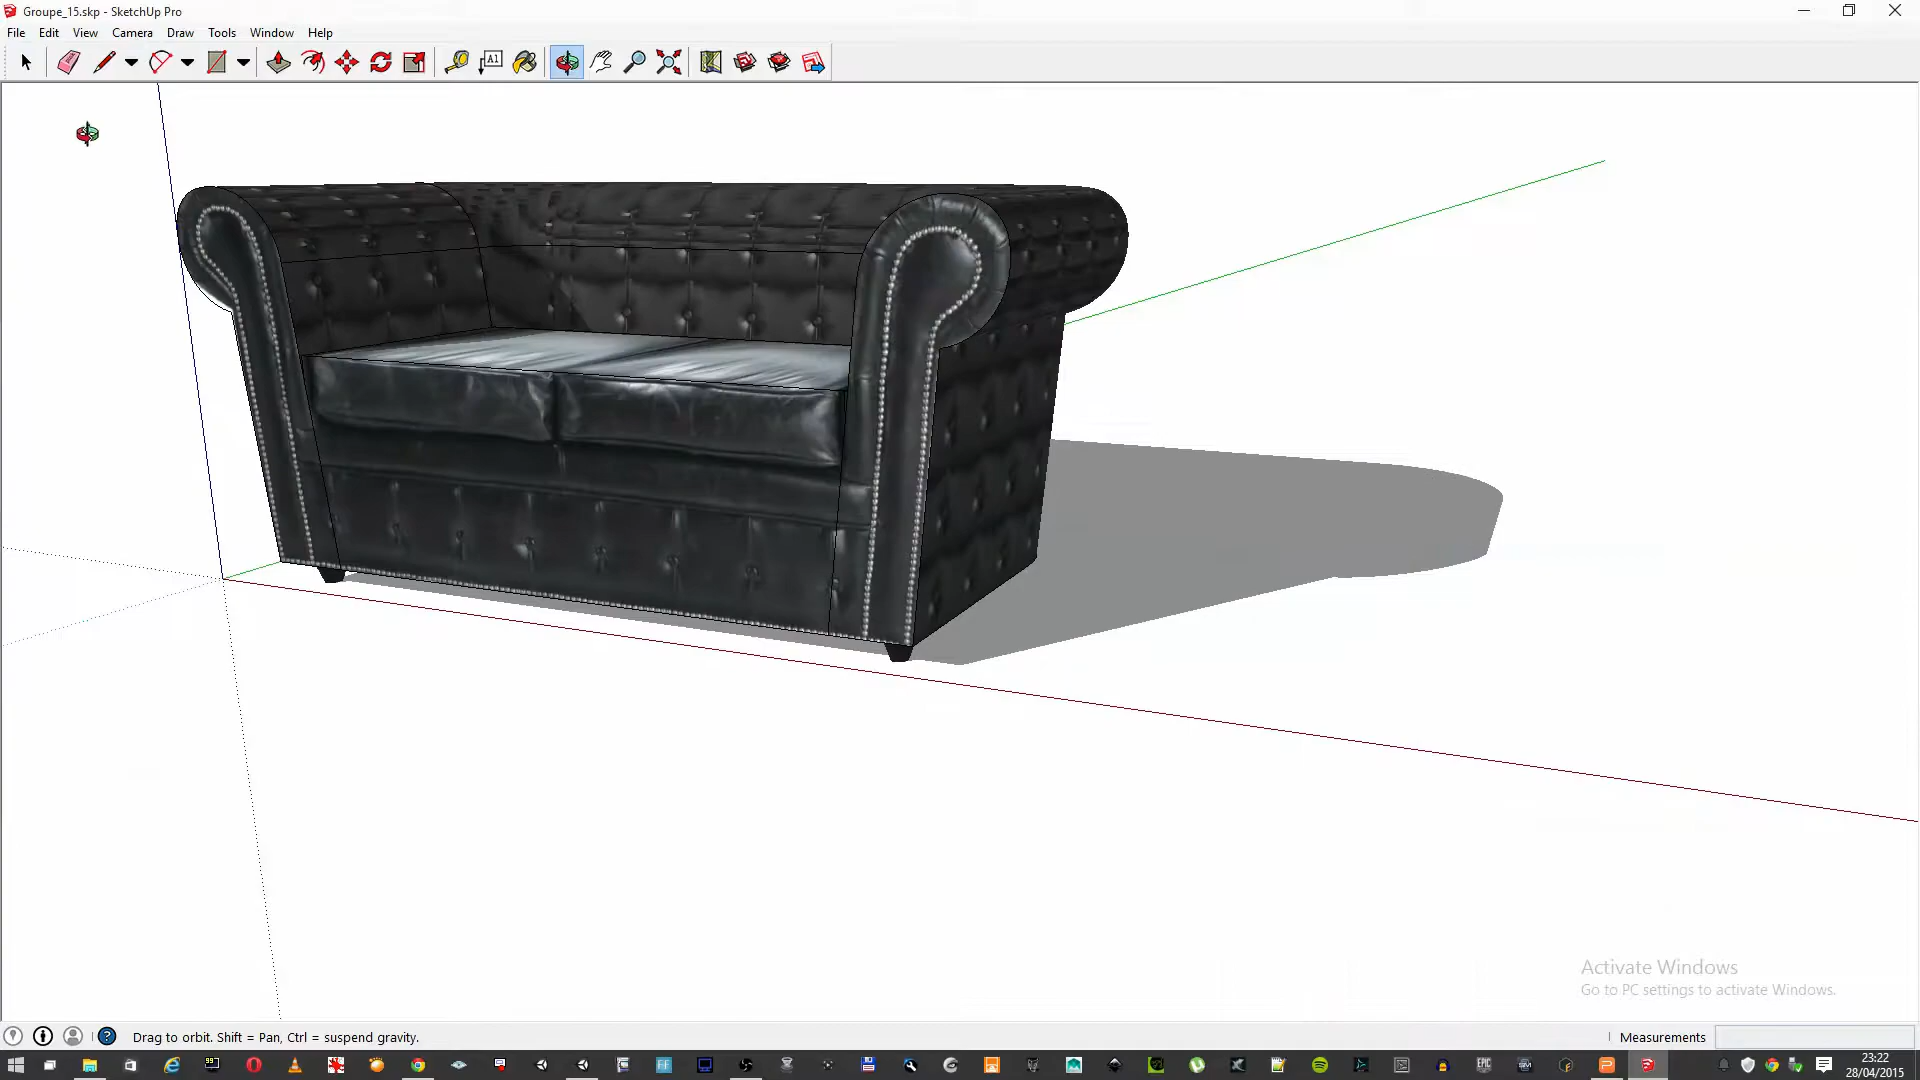 Groupe_15.skp - SketchUp Pro
File Edit View Camera Draw Tools Window Help
A1
Activate Windows
Go to PC settings to activate Windows.
Drag to orbit. Shift = Pan, Ctrl = suspend gravity.
Measurements
23:22
28/04/2015